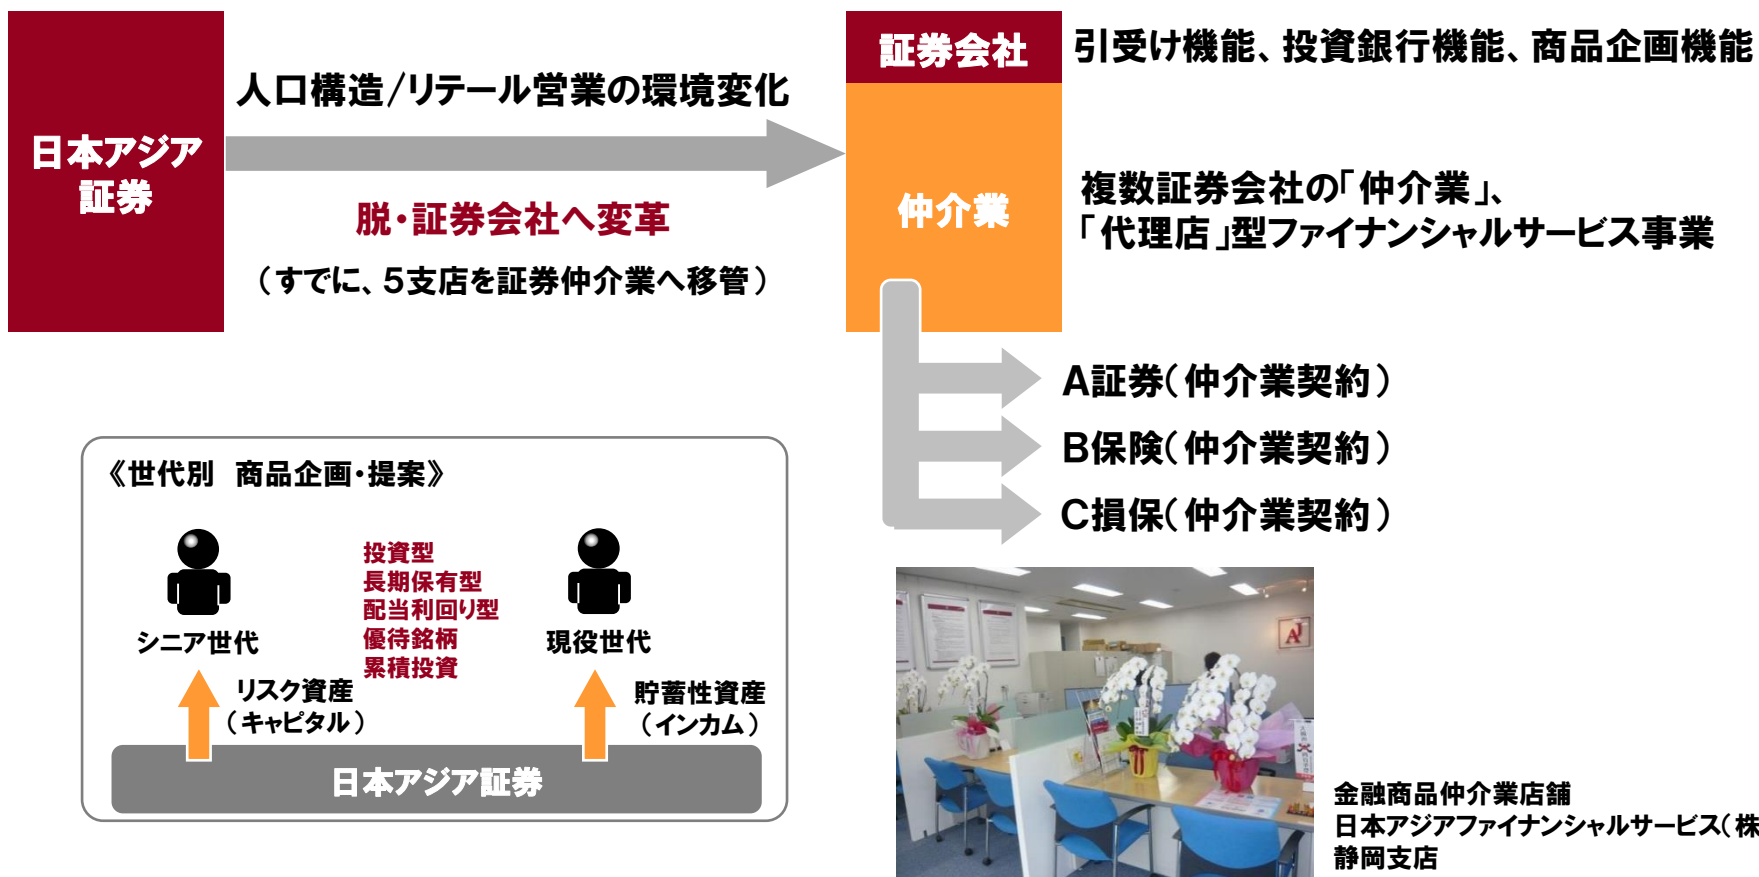 日本アジア
証券
人口構造/リテール営業の環境変化
脱・証券会社へ変革
（すでに、5支店を証券仲介業へ移管）
証券会社
引受け機能、投資銀行機能、商品企画機能
仲介業
複数証券会社の「仲介業」、
「代理店」型ファイナンシャルサービス事業
A証券（仲介業契約）
B保険（仲介業契約）
C損保（仲介業契約）
《世代別　商品企画・提案》
シニア世代
投資型
長期保有型
配当利回り型
優待銘柄
累積投資
現役世代
リスク資産
（キャピタル）
貯蓄性資産
（インカム）
日本アジア証券
AJ
金融商品仲介業店舗
日本アジアファイナンシャルサービス（株
静岡支店